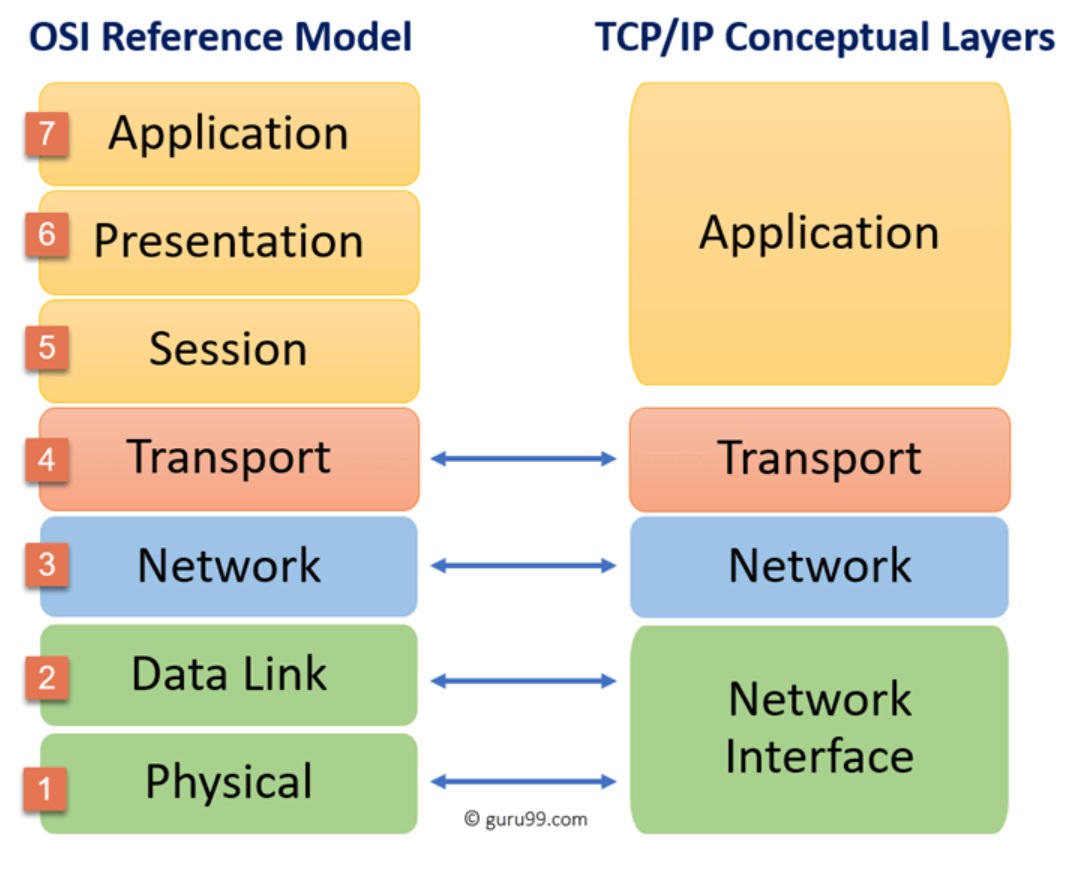 OSI Reference Model
TCP/IP Conceptual Layers
7
Application
6
Presentation
5
Session
4
Transport
3
Network
2
Data Link
1
Physical
Application
Transport
Network
Network
Interface
© guru99.com